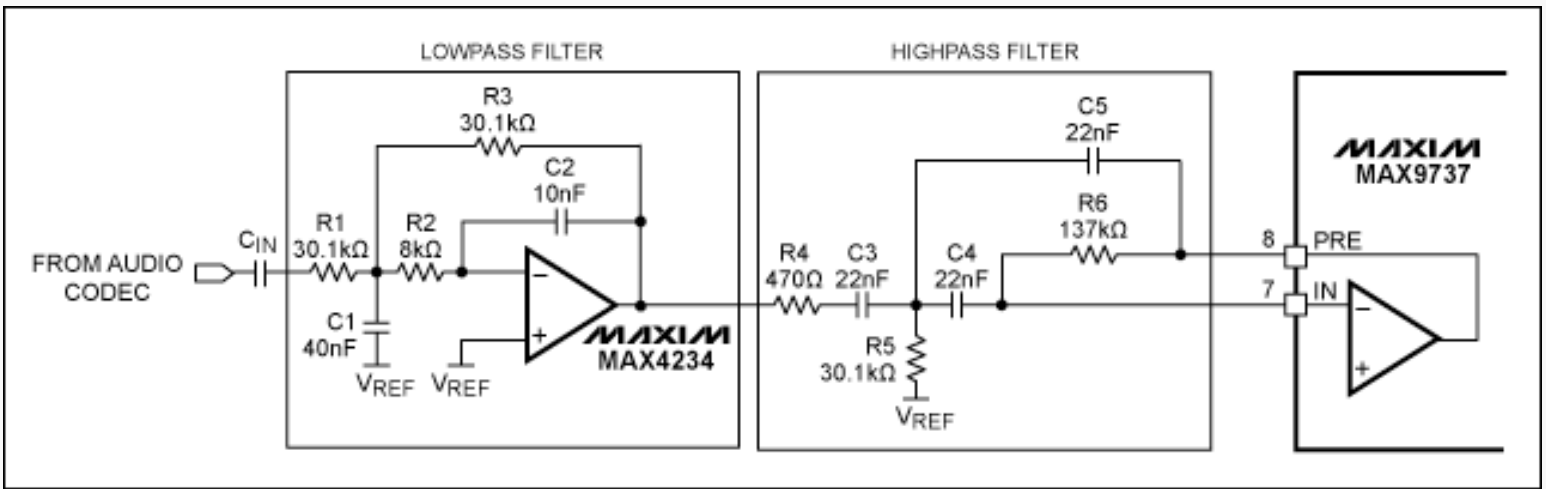 LOWPASS FILTER
HIGHPASS FILTER
R3
30.1kΩ
C2
10nF
R1
30.1kΩ
R2
8kΩ
CIN
FROM AUDIO
CODEC
C1
40nF
VREF
VREF
−
+
MAXIM
MAX4234
C5
22nF
R6
137kΩ
R4
470Ω
C3
22nF
C4
22nF
R5
30.1kΩ
VREF
MAXIM
MAX9737
8
PRE
7
IN
−
+